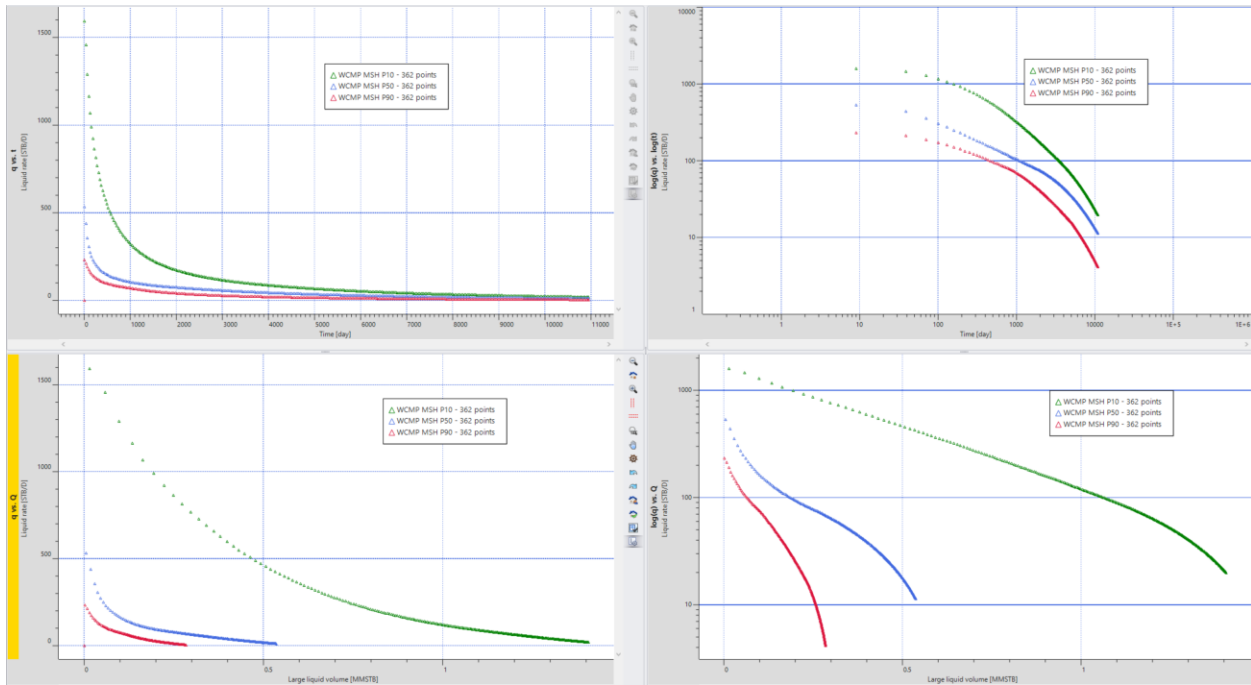 q vs. t
Liquid rate [STB/D]
1500
1000
500
0
WCMP MSH P10 - 362 points
WCMP MSH P50 - 362 points
WCMP MSH P90 - 362 points
0 1000 2000 3000 4000 5000 6000 7000 8000 9000 10000 11000
Time [day]
log(q) vs. log(t)
Liquid rate [STB/D]
10000
1000
100
10
1
WCMP MSH P10 - 362 points
WCMP MSH P50 - 362 points
WCMP MSH P90 - 362 points
1 10 100 1000 10000 1E+5 1E+6
Time [day]
q vs. Q
Liquid rate [STB/D]
1500
1000
500
0
WCMP MSH P10 - 362 points
WCMP MSH P50 - 362 points
WCMP MSH P90 - 362 points
0 0.5 1
Large liquid volume [MMSTB]
log(q) vs. Q
Liquid rate [STB/D]
1000
100
10
WCMP MSH P10 - 362 points
WCMP MSH P50 - 362 points
WCMP MSH P90 - 362 points
0 0.5 1
Large liquid volume [MMSTB]